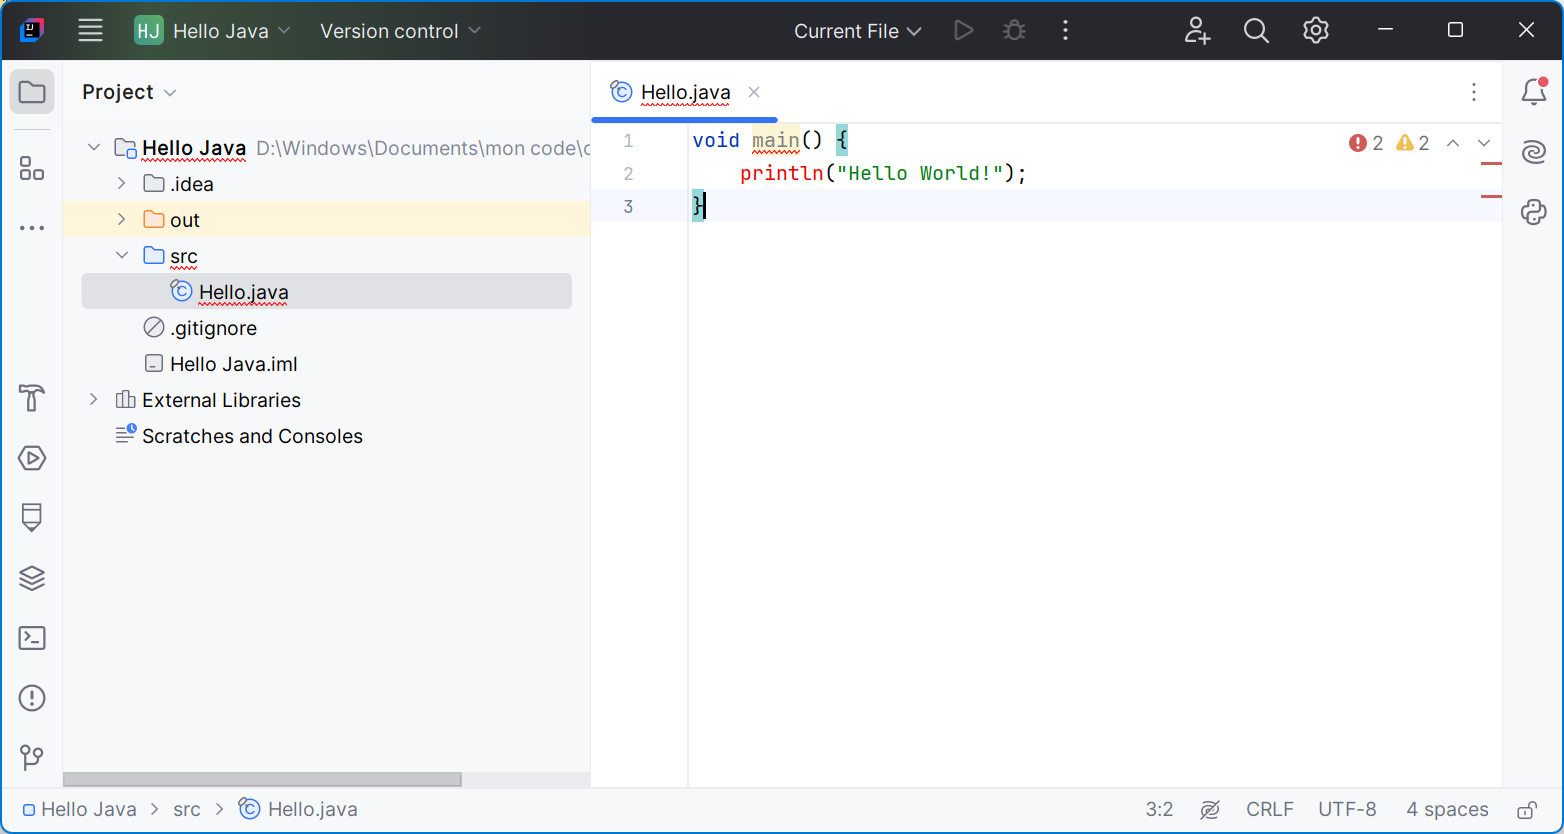 HJ Hello Java Version control Current File
Project
Hello.java
Hello Java D:\Windows\Documents\mon code\
.idea
out
src
Hello.java
.gitignore
Hello Java.iml
External Libraries
Scratches and Consoles
1 void main() {
2 println("Hello World!");
3 }
2 2
Hello Java > src > Hello.java
3:2 CRLF UTF-8 4 spaces